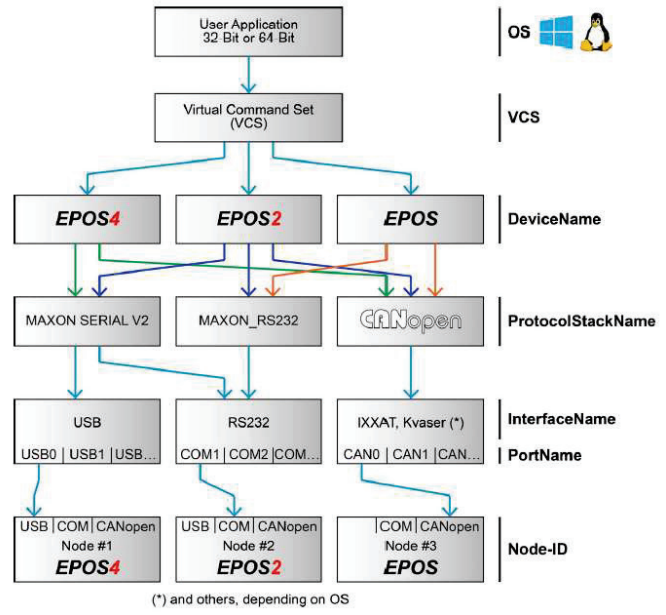 User Application
32-Bit or 64-Bit
OS
Virtual Command Set
(VCS)
VCS
EPOS4
EPOS2
EPOS
DeviceName
MAXON SERIAL V2
MAXON_RS232
CANopen
ProtocolStackName
USB
RS232
IXXAT, Kvaser (*)
InterfaceName
USB0 | USB1 | USB...
COM1 | COM2 | COM...
CAN0 | CAN1 | CAN...
PortName
USB | COM | CANopen
Node #1
EPOS4
USB | COM | CANopen
Node #2
EPOS2
| COM | CANopen
Node #3
EPOS
Node-ID
(*) and others, depending on OS